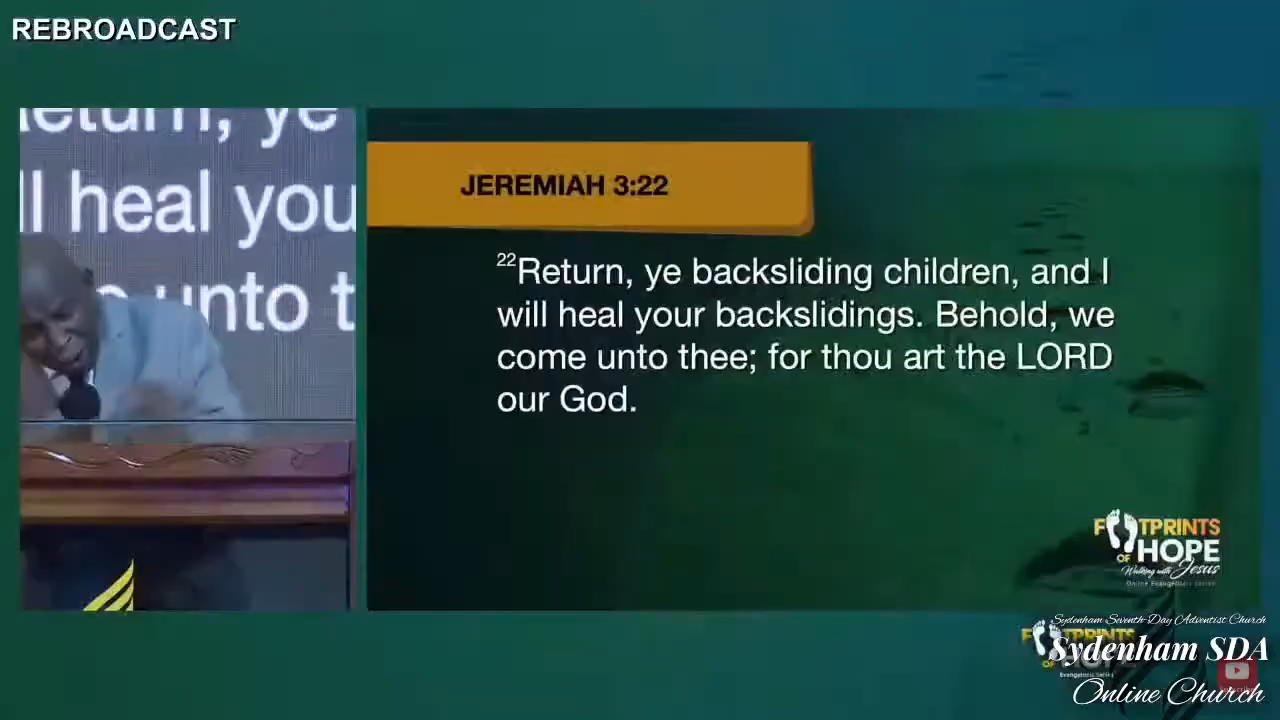 REBROADCAST
eturn, ye
ll heal you
unto t
JEREMIAH 3:22
22Return, ye backsliding children, and I
will heal your backslidings. Behold, we
come unto thee; for thou art the LORD
our God.
FOOTPRINTS
OF HOPE
Walking with Jesus
Online Evangelistic Series
Sydenham Seventh-Day Adventist Church
Sydenham SDA
Online Church